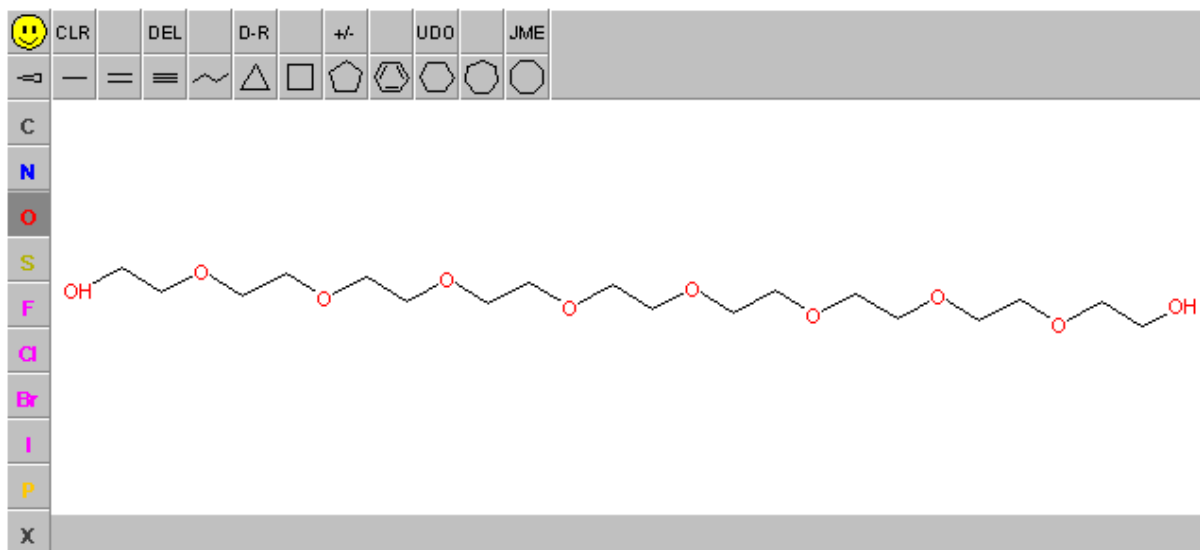 CLR DEL D-R +/- UDO JME
C
N
O
S
F
Cl
Br
I
P
X
OH O O O O O O O O OH